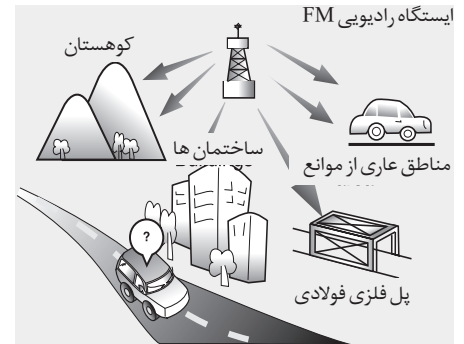 ایستگاه رادیویی FM
کوهستان
ساختمان ها
مناطق عاری از موانع
پل فلزی فولادی
?